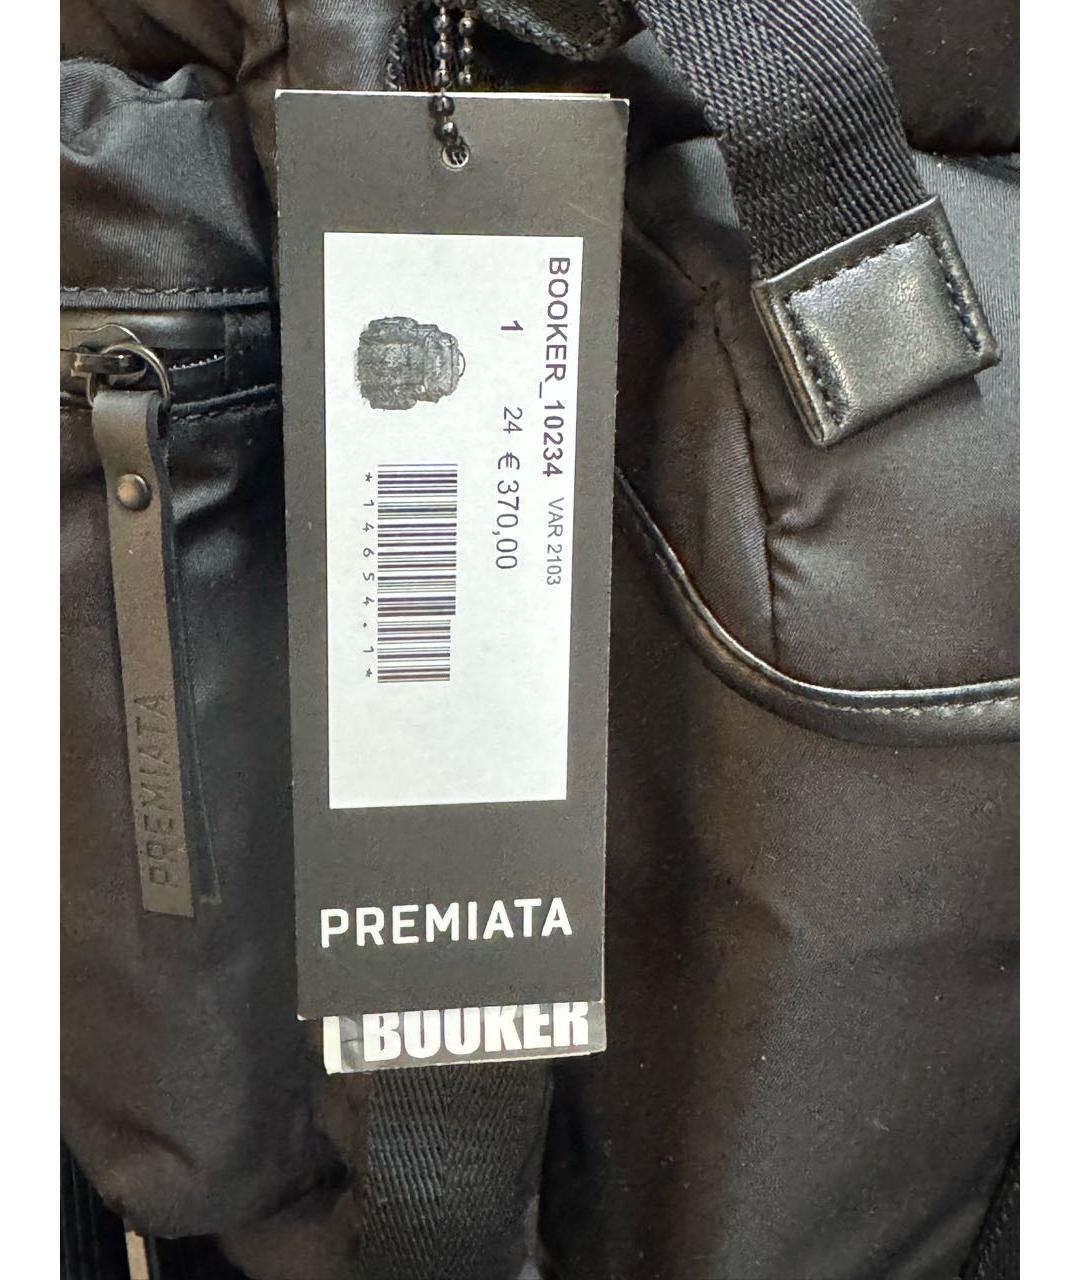 BOOKER_10234 VAR 2103
1
24 € 370,00
*14654.1*
PREMIATA
BOOKER
PREMIATA